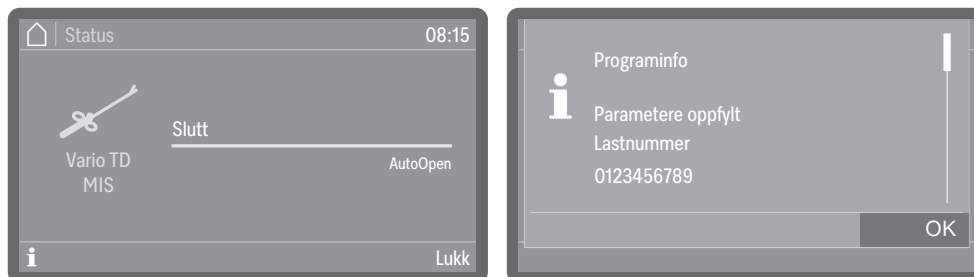 Status 08:15
Slutt
Vario TD
MIS
AutoOpen
i Lukk
i
Programinfo
Parametere oppfylt
Lastnummer
0123456789
OK